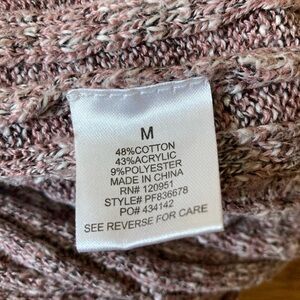 M
48%COTTON
43%ACRYLIC
9%POLYESTER
MADE IN CHINA
RN# 120951
STYLE# PF836678
PO# 434142
SEE REVERSE FOR CARE